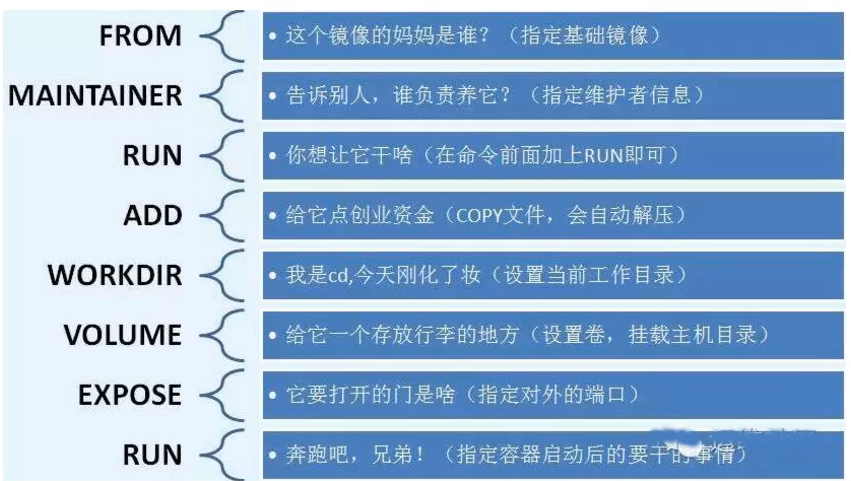 FROM
• 这个镜像的妈妈是谁？（指定基础镜像）
MAINTAINER
• 告诉别人，谁负责养它？（指定维护者信息）
RUN
• 你想让它干啥（在命令前面加上RUN即可）
ADD
• 给它点创业资金（COPY文件，会自动解压）
WORKDIR
• 我是cd,今天刚化了妆（设置当前工作目录）
VOLUME
• 给它一个存放行李的地方（设置卷，挂载主机目录）
EXPOSE
• 它要打开的门是啥（指定对外的端口）
RUN
• 奔跑吧，兄弟！（指定容器启动后的要干的事情）